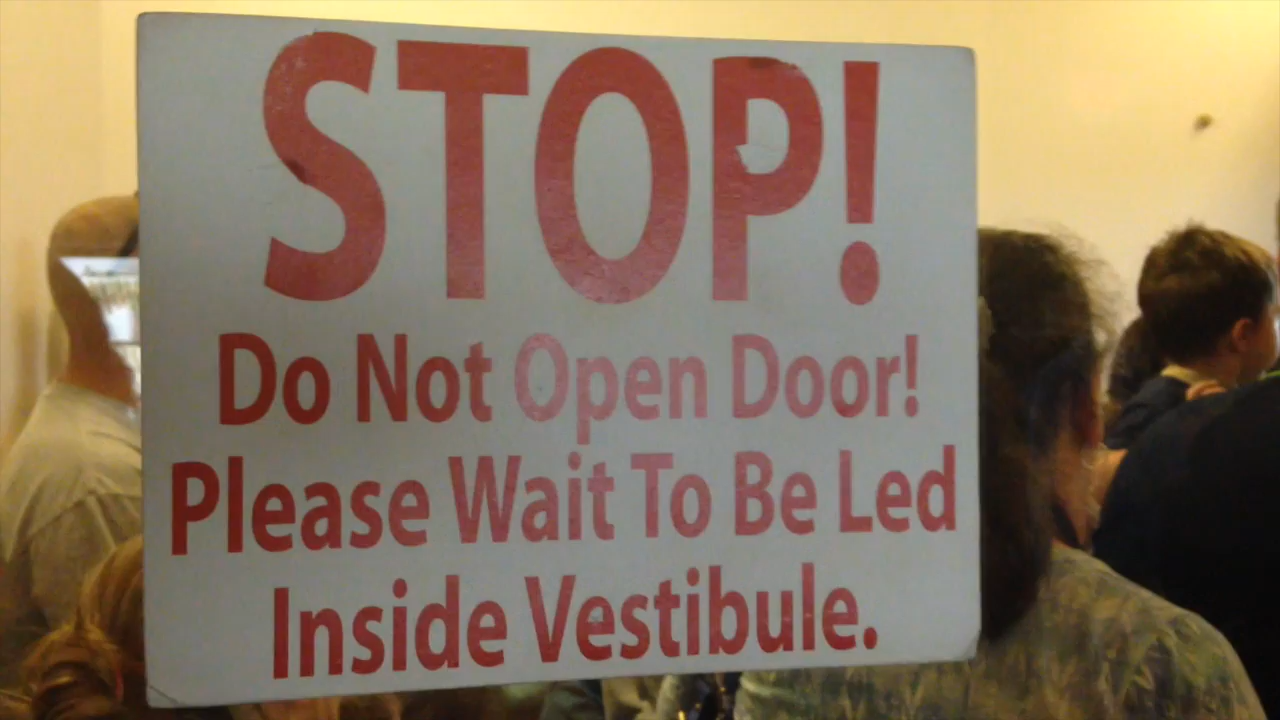 STOP!
Do Not Open Door!
Please Wait To Be Led
Inside Vestibule.